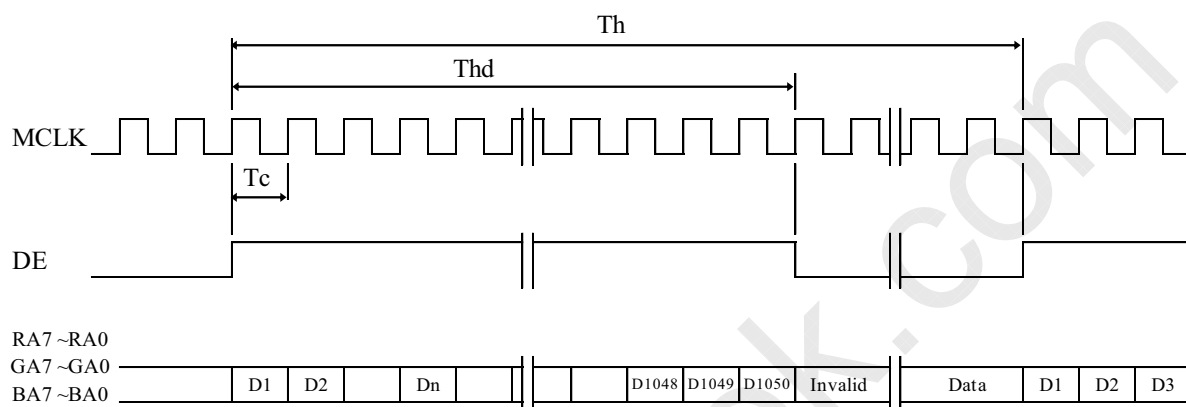 Th
Thd
MCLK
Tc
DE
RA7 ~RA0
GA7 ~GA0
BA7 ~BA0
D1 D2 Dn D1048 D1049 D1050 Invalid Data D1 D2 D3
k.com